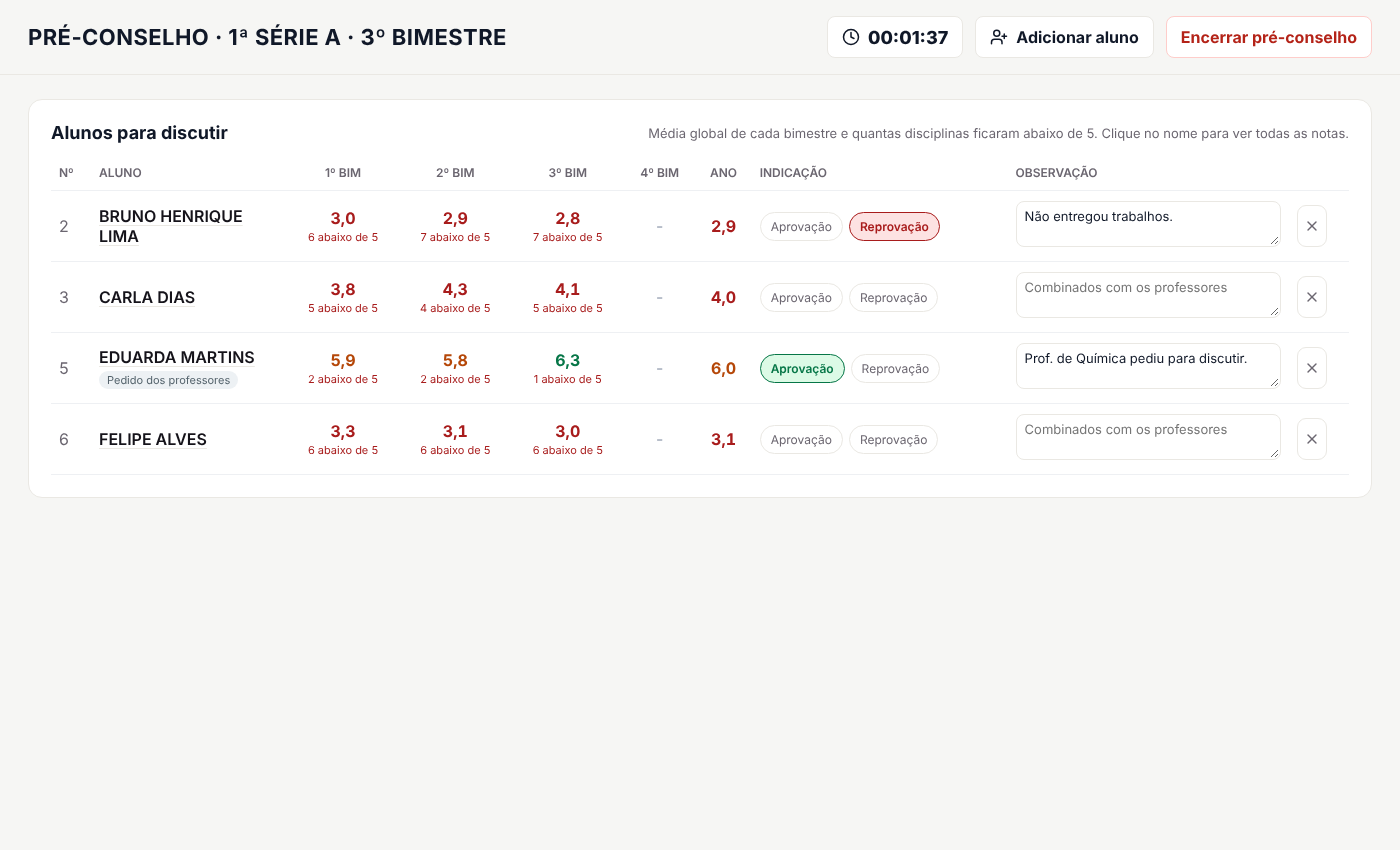 PRÉ-CONSELHO · 1ª SÉRIE A · 3º BIMESTRE
00:01:37
Adicionar aluno
Encerrar pré-conselho
Alunos para discutir
Média global de cada bimestre e quantas disciplinas ficaram abaixo de 5. Clique no nome para ver todas as notas.
Nº ALUNO 1º BIM 2º BIM 3º BIM 4º BIM ANO INDICAÇÃO OBSERVAÇÃO
2 BRUNO HENRIQUE LIMA 3,0 2,9 2,8 - 2,9 Aprovação Reprovação Não entregou trabalhos.
6 abaixo de 5 7 abaixo de 5 7 abaixo de 5
3 CARLA DIAS 3,8 4,3 4,1 - 4,0 Aprovação Reprovação Combinados com os professores
5 abaixo de 5 4 abaixo de 5 5 abaixo de 5
5 EDUARDA MARTINS 5,9 5,8 6,3 - 6,0 Aprovação Reprovação Prof. de Química pediu para discutir.
Pedido dos professores 2 abaixo de 5 2 abaixo de 5 1 abaixo de 5
6 FELIPE ALVES 3,3 3,1 3,0 - 3,1 Aprovação Reprovação Combinados com os professores
6 abaixo de 5 6 abaixo de 5 6 abaixo de 5